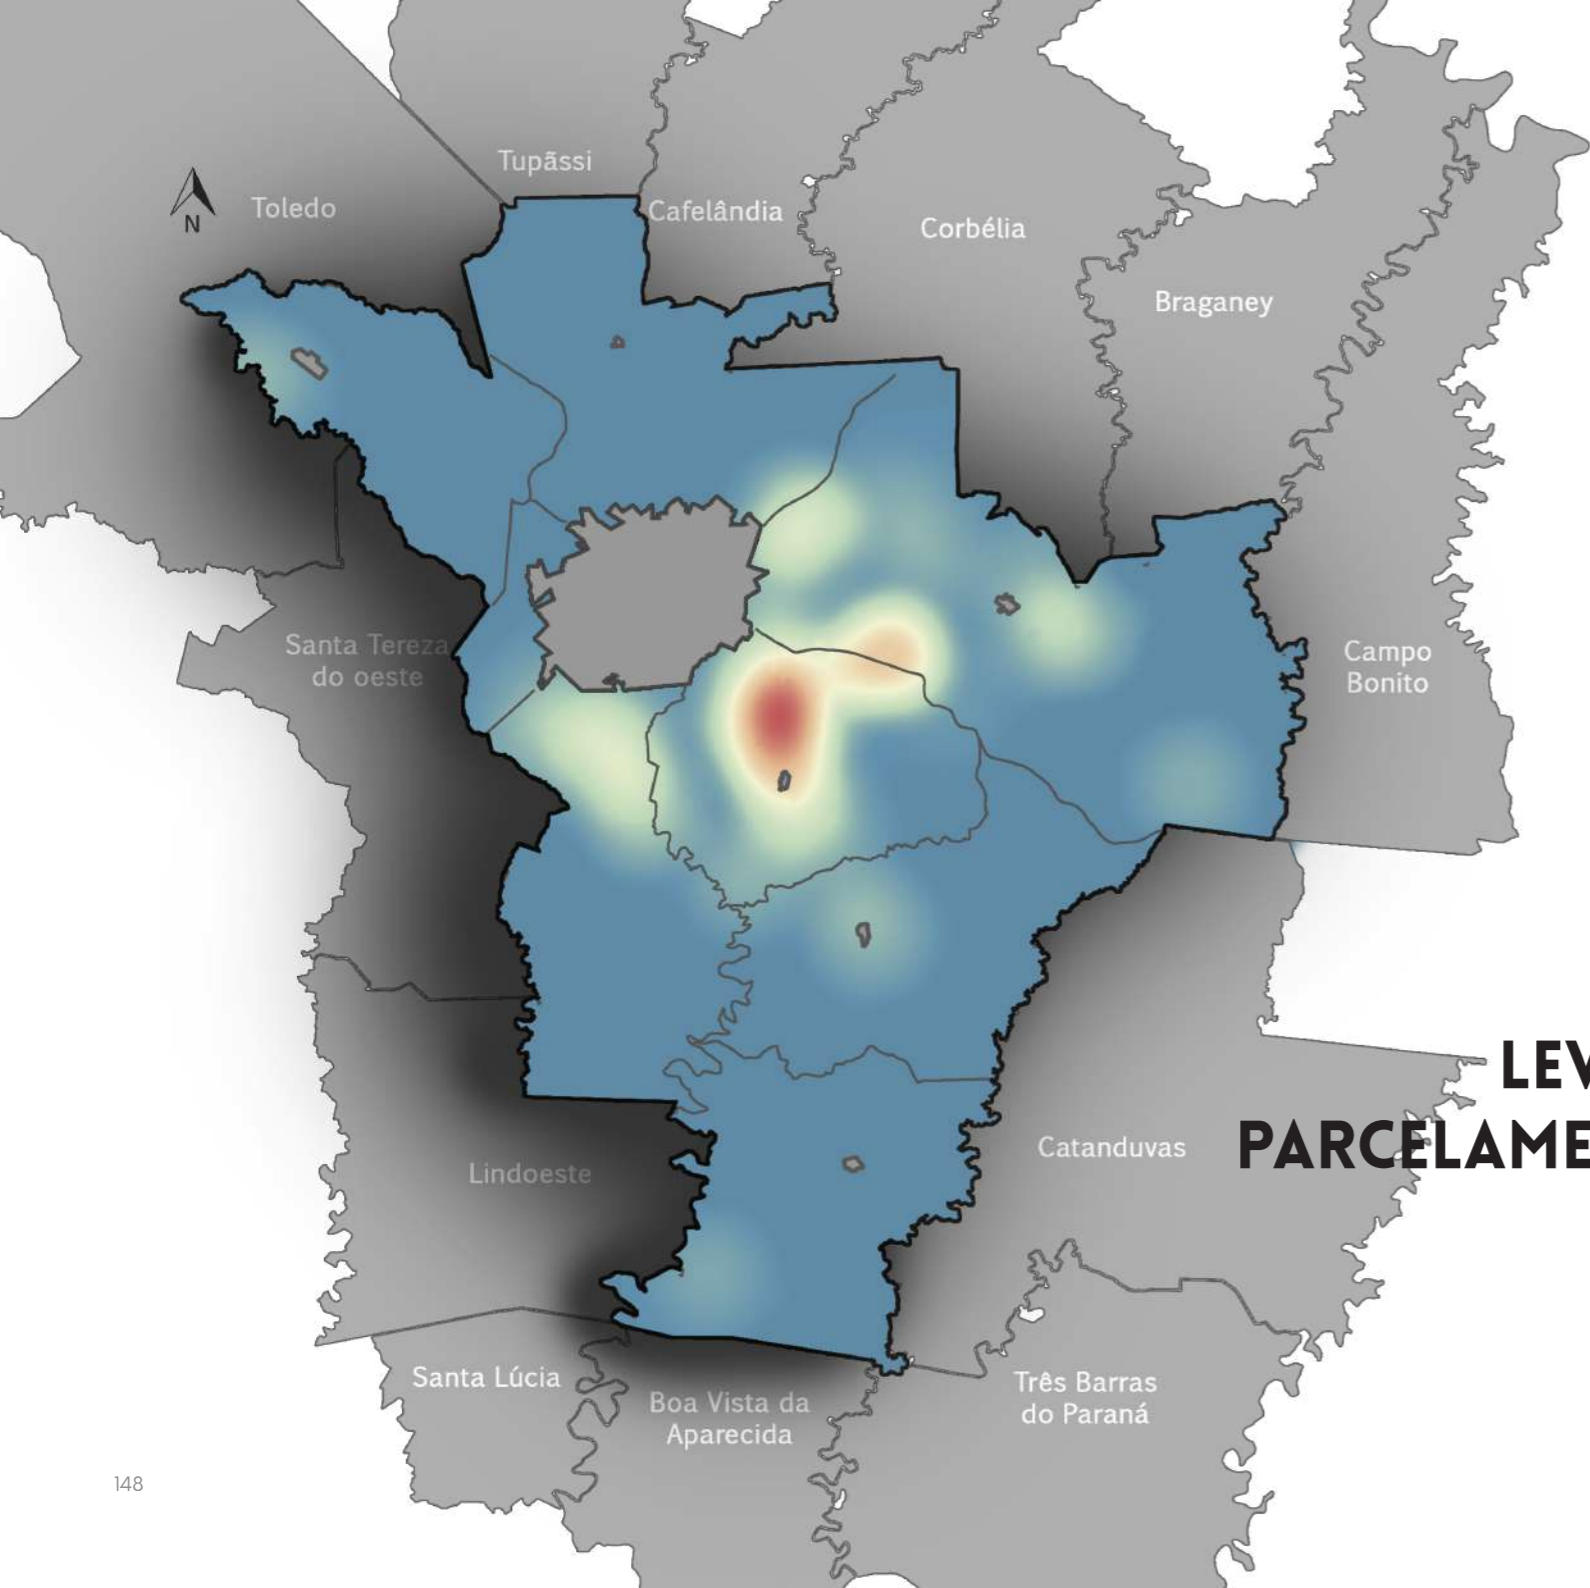 Tupãssi
Toledo
N
Cafelândia
Corbélia
Braganey
Santa Tereza
do oeste
Campo
Bonito
LEV
PARCELAME
Catanduvas
Lindoeste
Santa Lúcia
Boa Vista da
Aparecida
Três Barras
do Paraná
148